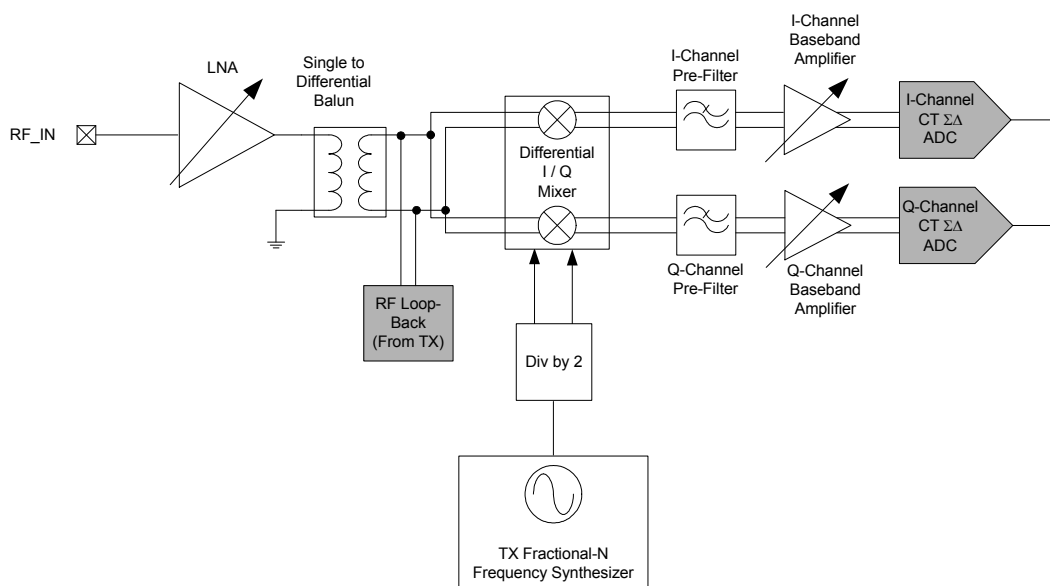 LNA
Single to
Differential
Balun
RF_IN
I-Channel
Pre-Filter
I-Channel
Baseband
Amplifier
I-Channel
CT ΣΔ
ADC
Differential
I / Q
Mixer
Q-Channel
CT ΣΔ
ADC
Q-Channel
Pre-Filter
Q-Channel
Baseband
Amplifier
RF Loop-
Back
(From TX)
Div by 2
TX Fractional-N
Frequency Synthesizer